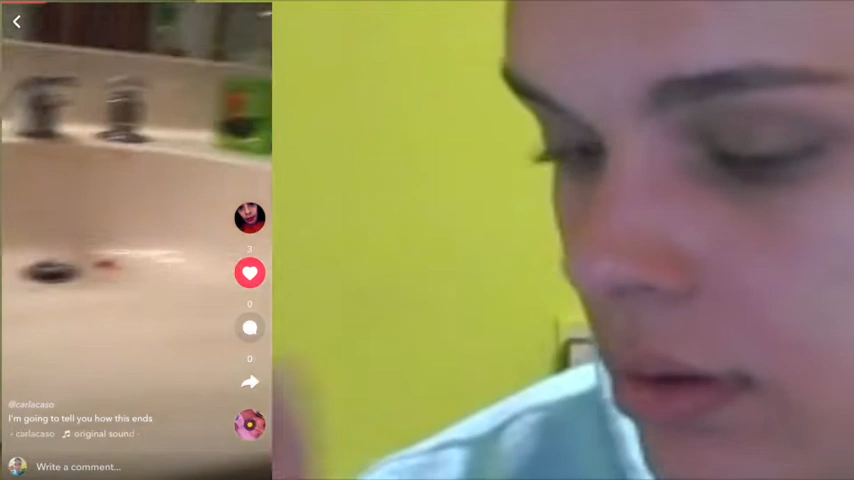 3
0
0
@carlacaso
I'm going to tell you how this ends
· carlacaso ♫ original sound ·
Write a comment...